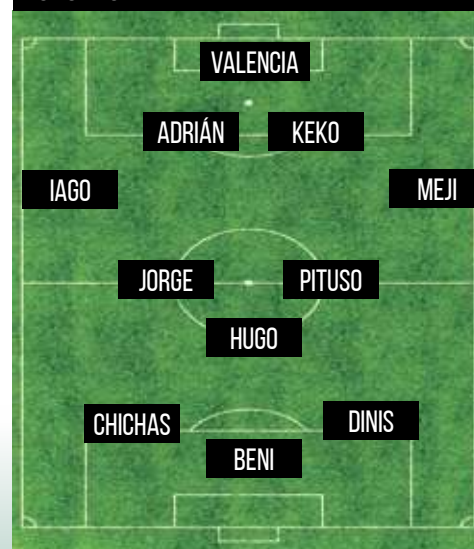 VALENCIA
ADRIÁN KEKO
IAGO MEJI
JORGE PITUSO
HUGO
CHICHAS DINIS
BENI